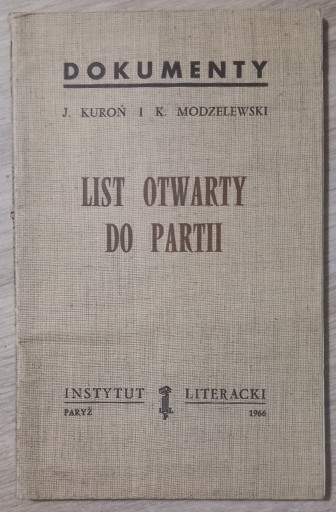 DOKUMENTY
J. KUROŃ I K. MODZELEWSKI
LIST OTWARTY
DO PARTII
INSTYTUT LITERACKI
PARYŻ 1966